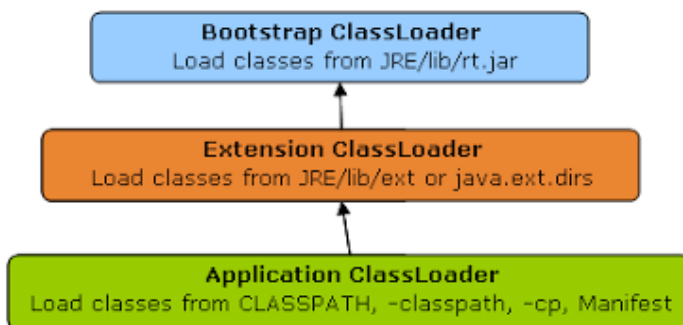 Bootstrap ClassLoader
Load classes from JRE/lib/rt.jar
Extension ClassLoader
Load classes from JRE/lib/ext or java.ext.dirs
Application ClassLoader
Load classes from CLASSPATH, -classpath, -cp, Manifest